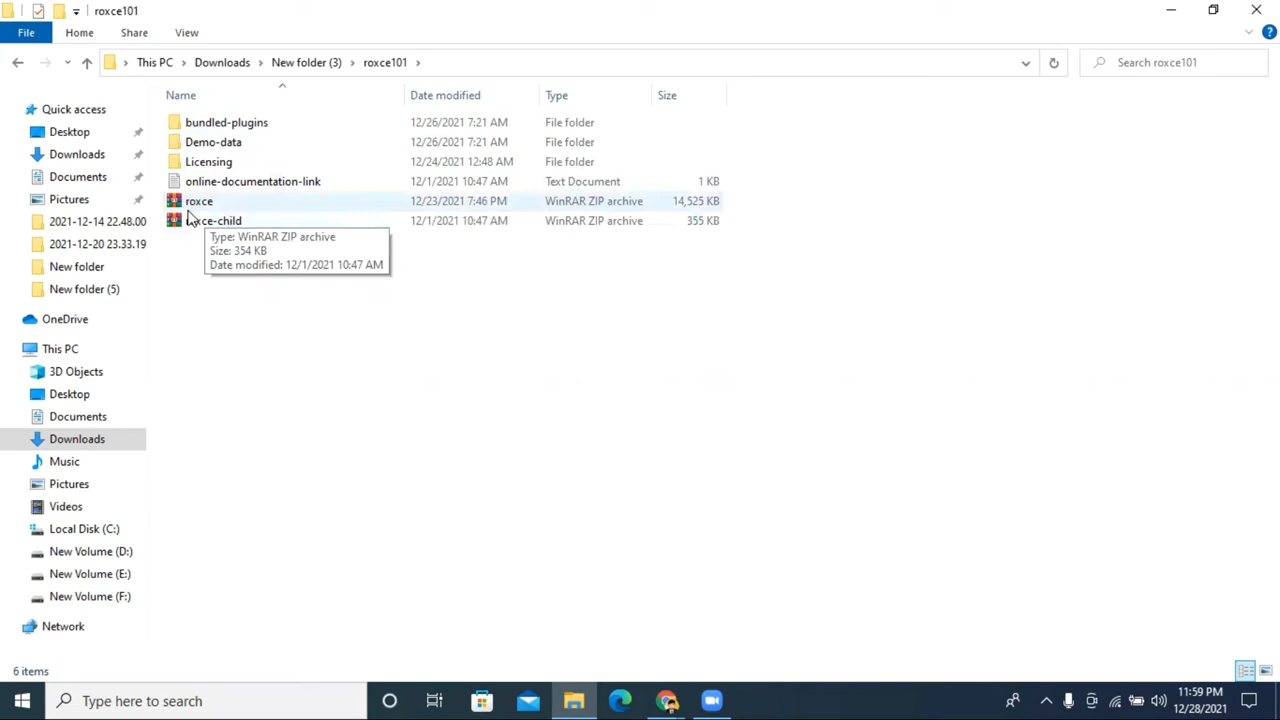 roxce101
File Home Share View
This PC Downloads New folder (3) roxce101 Search roxce101
Name Date modified Type Size
Quick access
Desktop
Downloads
Documents
Pictures
2021-12-14 22.48.00
2021-12-20 23.33.19
New folder
New folder (5)
OneDrive
This PC
3D Objects
Desktop
Documents
Downloads
Music
Pictures
Videos
Local Disk (C:)
New Volume (D:)
New Volume (E:)
New Volume (F:)
Network
bundled-plugins 12/26/2021 7:21 AM File folder
Demo-data 12/26/2021 7:21 AM File folder
Licensing 12/24/2021 12:48 AM File folder
online-documentation-link 12/1/2021 10:47 AM Text Document 1 KB
roxce 12/23/2021 7:46 PM WinRAR ZIP archive 14,525 KB
roxce-child 12/1/2021 10:47 AM WinRAR ZIP archive 355 KB
Type: WinRAR ZIP archive
Size: 354 KB
Date modified: 12/1/2021 10:47 AM
6 items
Type here to search
11:59 PM
12/28/2021